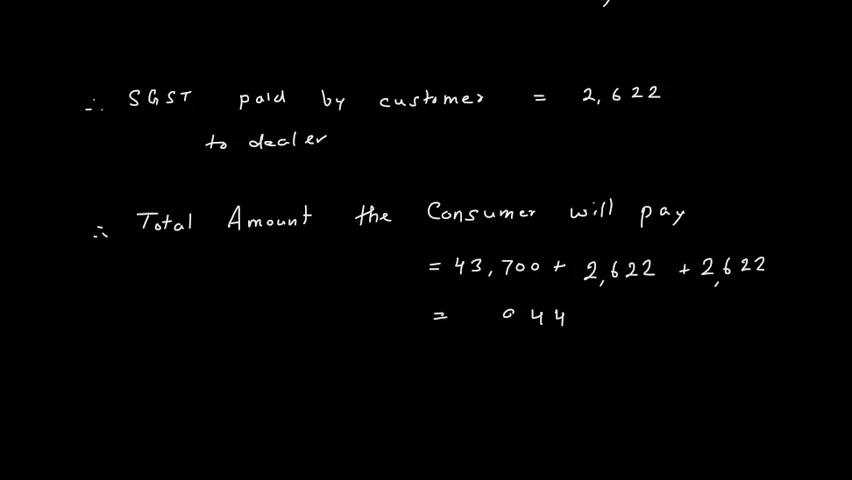 ∴ SGST paid by customer = 2,622
to dealer
∴ Total Amount the Consumer will pay
= 43,700 + 2,622 + 2,622
= 044